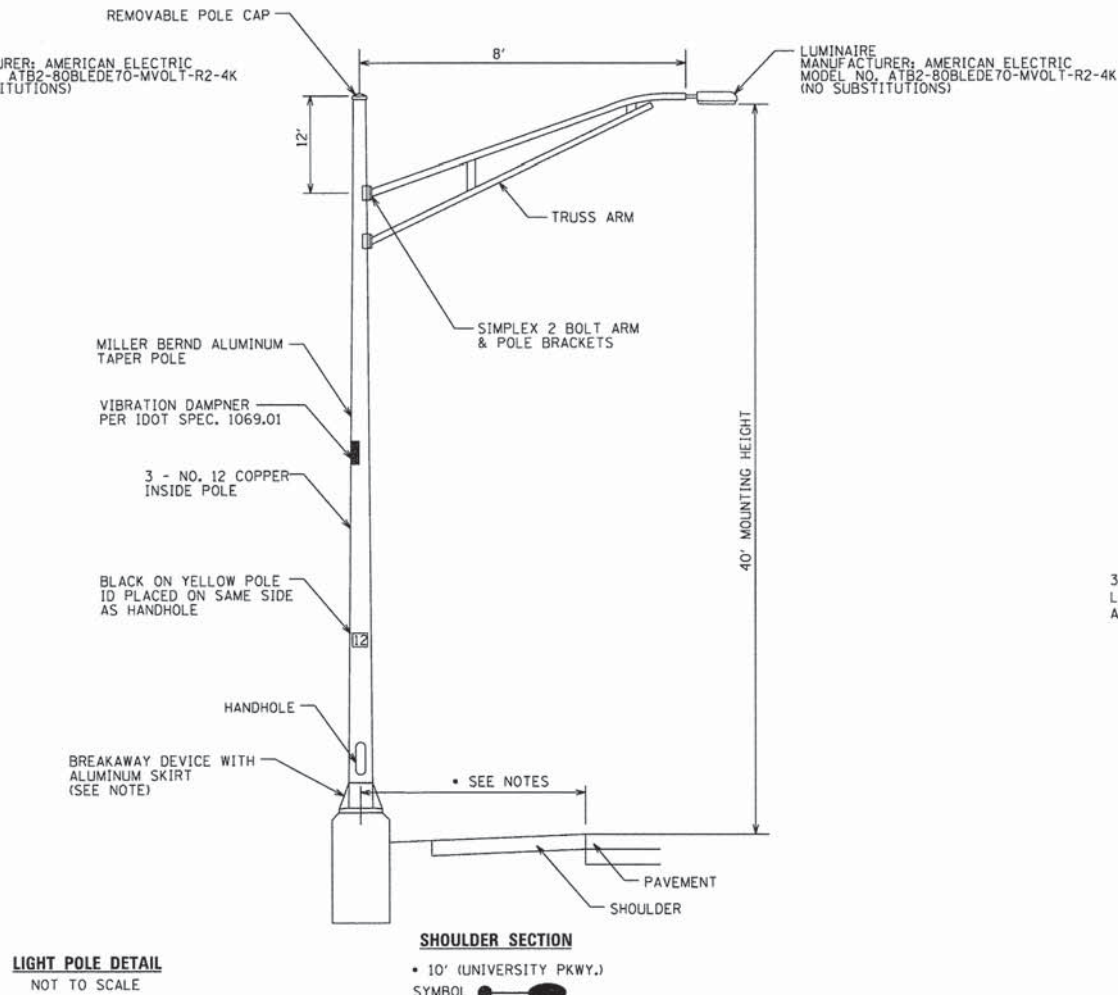 REMOVABLE POLE CAP
URER: AMERICAN ELECTRIC
ATB2-80BLEDE70-MVOLT-R2-4K
TITUTIONS)
8'
LUMINAIRE
MANUFACTURER: AMERICAN ELECTRIC
MODEL NO. ATB2-80BLEDE70-MVOLT-R2-4K
(NO SUBSTITUTIONS)
12'
TRUSS ARM
SIMPLEX 2 BOLT ARM
& POLE BRACKETS
MILLER BERND ALUMINUM
TAPER POLE
VIBRATION DAMPNER
PER IDOT SPEC. 1069.01
3 - NO. 12 COPPER
INSIDE POLE
40' MOUNTING HEIGHT
BLACK ON YELLOW POLE
ID PLACED ON SAME SIDE
AS HANDHOLE
12
3
L
A
HANDHOLE
BREAKAWAY DEVICE WITH
ALUMINUM SKIRT
(SEE NOTE)
• SEE NOTES
PAVEMENT
SHOULDER
SHOULDER SECTION
• 10' (UNIVERSITY PKWY.)
SYMBOL
LIGHT POLE DETAIL
NOT TO SCALE